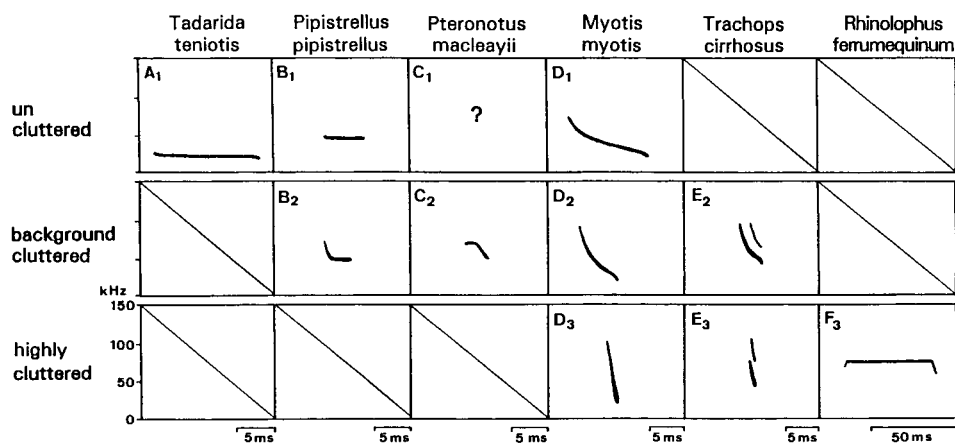 Tadarida teniotis
Pipistrellus pipistrellus
Pteronotus macleayii
Myotis myotis
Trachops cirrhosus
Rhinolophus ferrumequinum
un cluttered
A1
B1
C1
?
D1
background cluttered
B2
C2
D2
E2
kHz
150
100
50
0
highly cluttered
D3
E3
F3
5 ms
5 ms
5 ms
5 ms
5 ms
50 ms